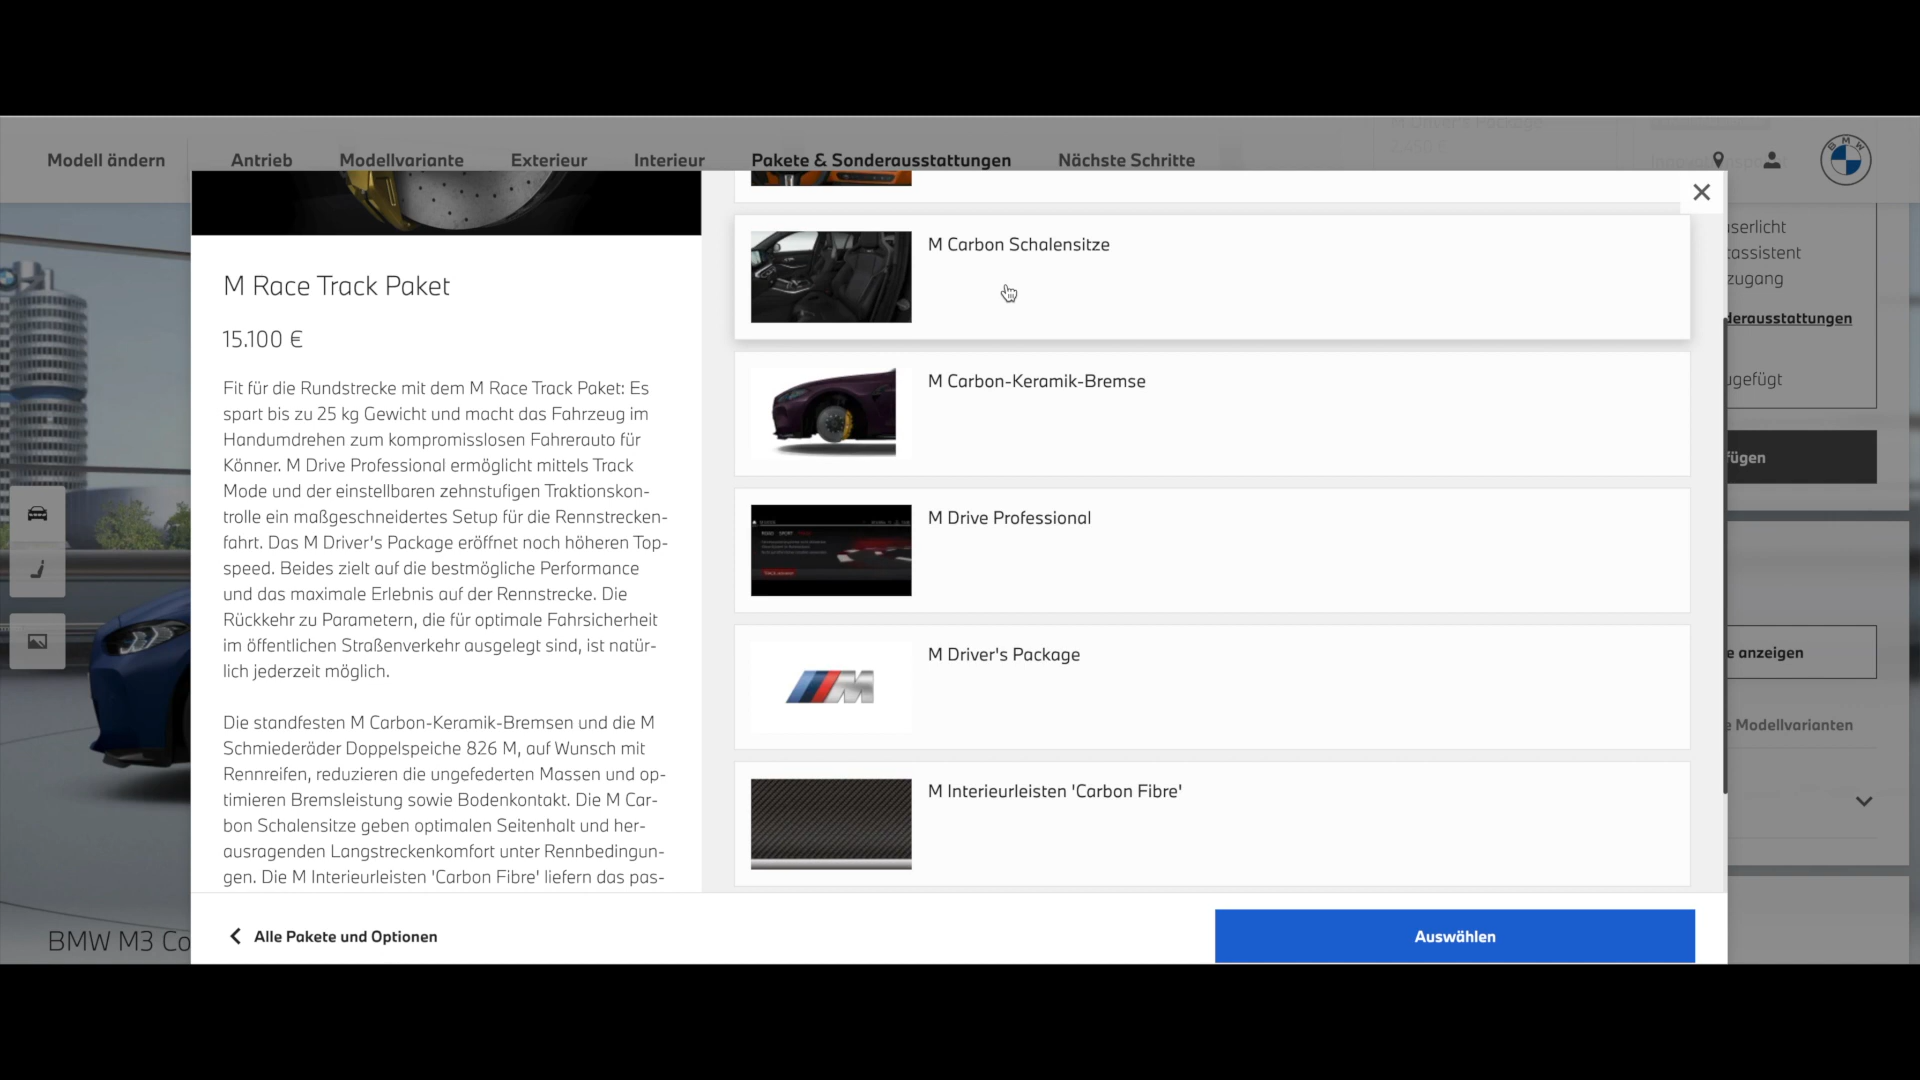 M Driver's Package
2.450 €
Modell ändern
Antrieb
Modellvariante
Exterieur
Interieur
Pakete & Sonderausstattungen
Nächste Schritte
BMW
M Race Track Paket
15.100 €
Fit für die Rundstrecke mit dem M Race Track Paket: Es
spart bis zu 25 kg Gewicht und macht das Fahrzeug im
Handumdrehen zum kompromisslosen Fahrerauto für
Könner. M Drive Professional ermöglicht mittels Track
Mode und der einstellbaren zehnstufigen Traktionskon-
trolle ein maßgeschneidertes Setup für die Rennstrecken-
fahrt. Das M Driver's Package eröffnet noch höheren Top-
speed. Beides zielt auf die bestmögliche Performance
und das maximale Erlebnis auf der Rennstrecke. Die
Rückkehr zu Parametern, die für optimale Fahrsicherheit
im öffentlichen Straßenverkehr ausgelegt sind, ist natür-
lich jederzeit möglich.
Die standfesten M Carbon-Keramik-Bremsen und die M
Schmiederäder Doppelspeiche 826 M, auf Wunsch mit
Rennreifen, reduzieren die ungefederten Massen und op-
timieren Bremsleistung sowie Bodenkontakt. Die M Car-
bon Schalensitze geben optimalen Seitenhalt und her-
ausragenden Langstreckenkomfort unter Rennbedingun-
gen. Die M Interieurleisten 'Carbon Fibre' liefern das pas-
M Carbon Schalensitze
M Carbon-Keramik-Bremse
M Drive Professional
M Driver's Package
M
M Interieurleisten 'Carbon Fibre'
serlicht
assistent
zugang
derausstattungen
ugefügt
fügen
e anzeigen
e Modellvarianten
BMW M3 Co
Alle Pakete und Optionen
Auswählen